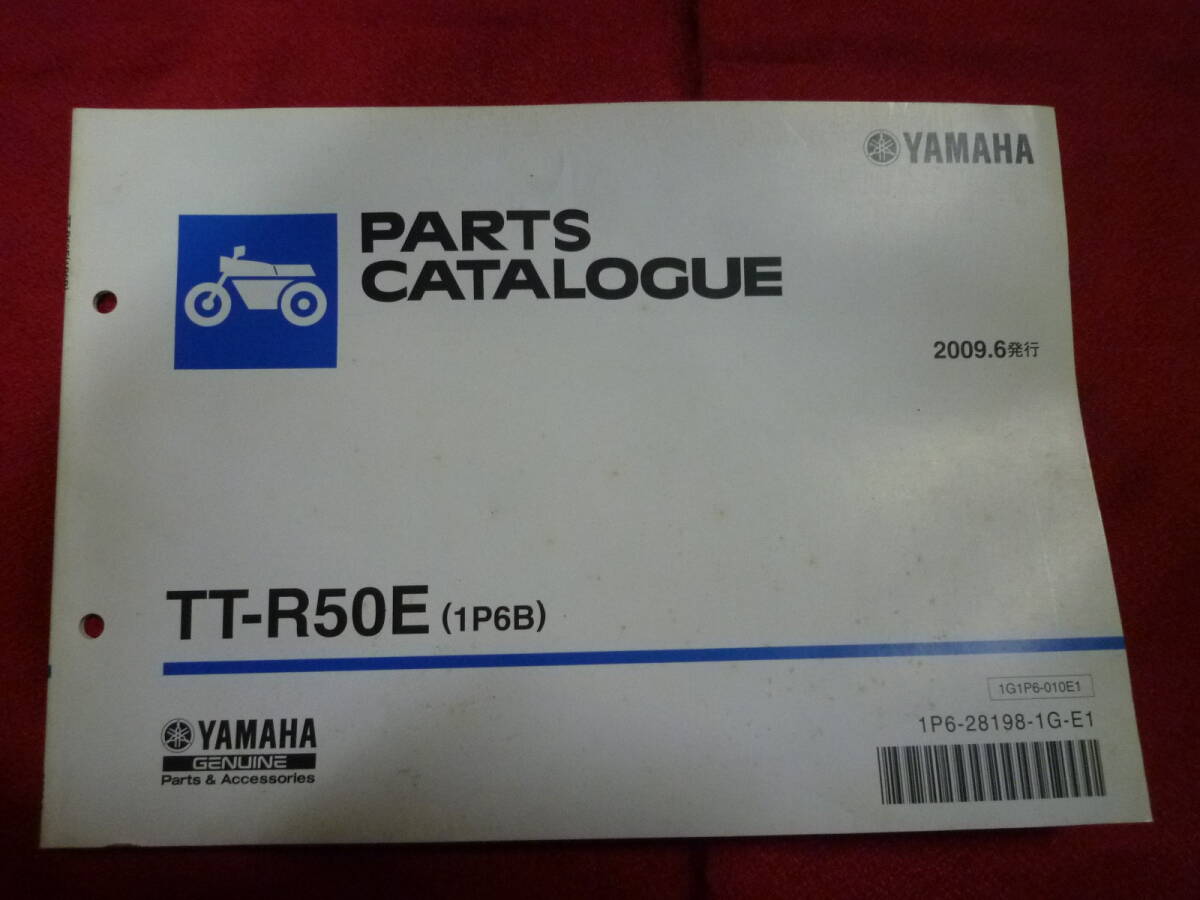 YAMAHA
PARTS
CATALOGUE
2009.6発行
TT-R50E (1P6B)
1G1P6-010E1
1P6-28198-1G-E1
YAMAHA
GENUINE
Parts & Accessories